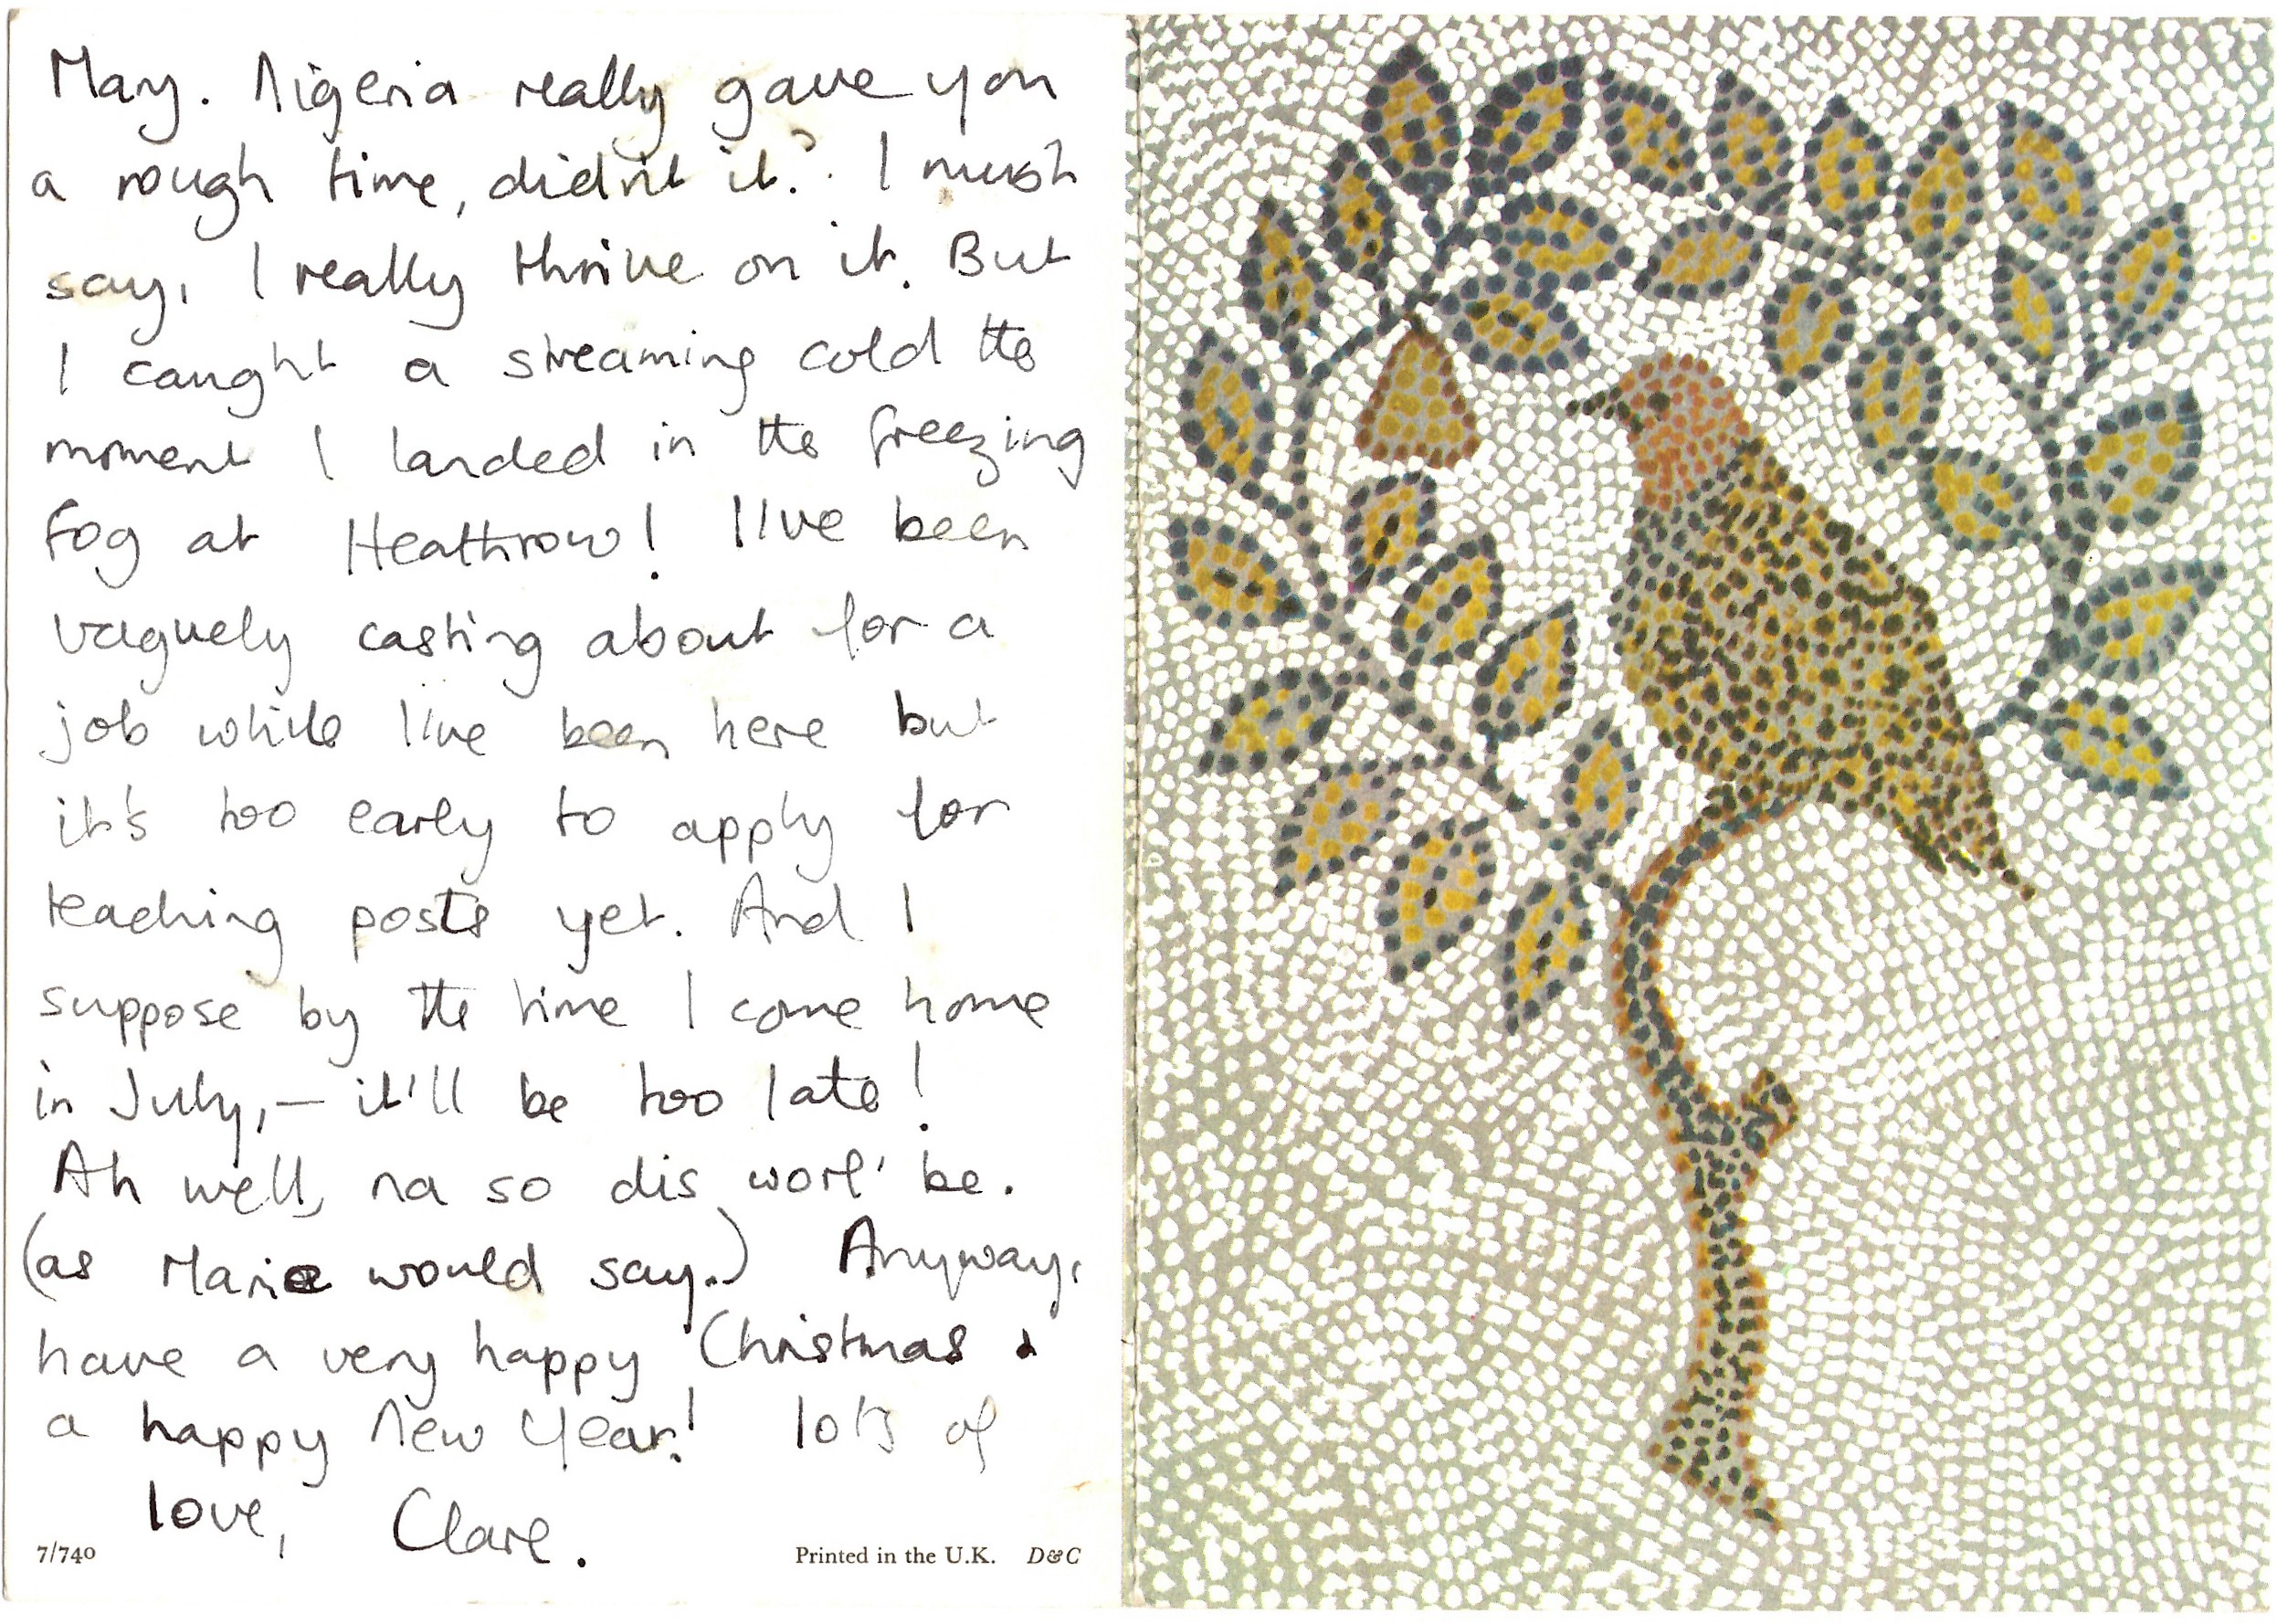 May. Nigeria really gave you
a rough time, didn't it? I must
say, I really thrive on it. But
I caught a streaming cold the
moment I landed in the freezing
fog at Heathrow! I've been
vaguely casting about for a
job while I've been here but
it's too early to apply for
teaching posts yet. And I
suppose by the time I come home
in July, — it'll be too late!
Ah well, na so dis worl' be.
(as Marie would say.) Anyway,
have a very happy Christmas &
a happy New Year! lots of
love, Clare.
7/740 Printed in the U.K. D&C